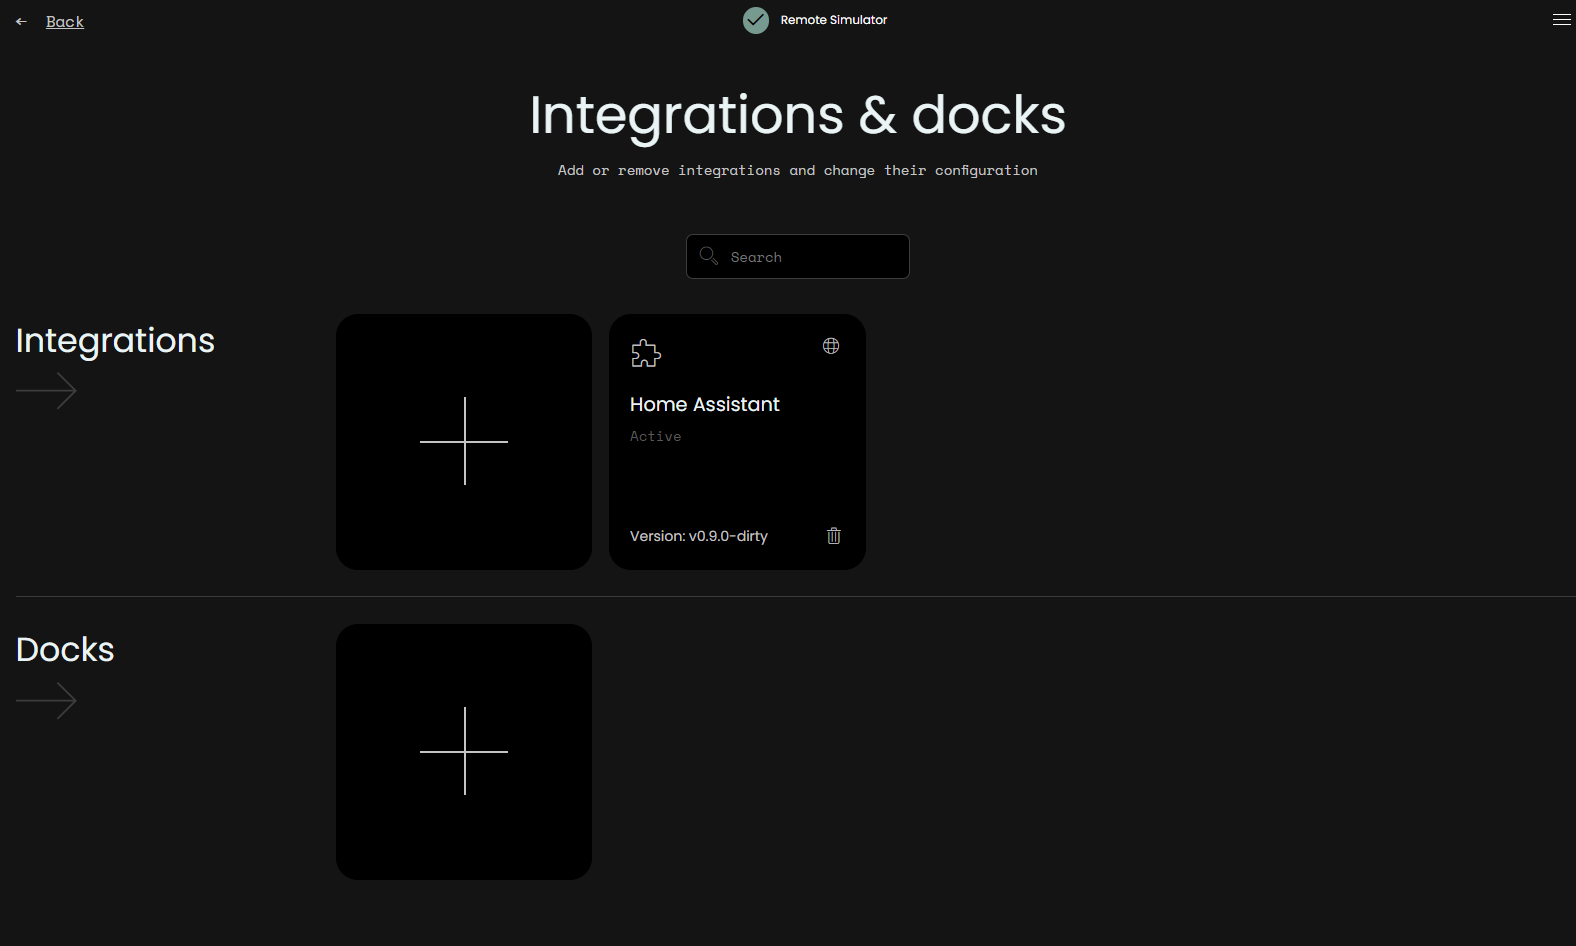 Back
Remote Simulator
Integrations & docks
Add or remove integrations and change their configuration
Search
Integrations
Home Assistant
Active
Version: v0.9.0-dirty
Docks